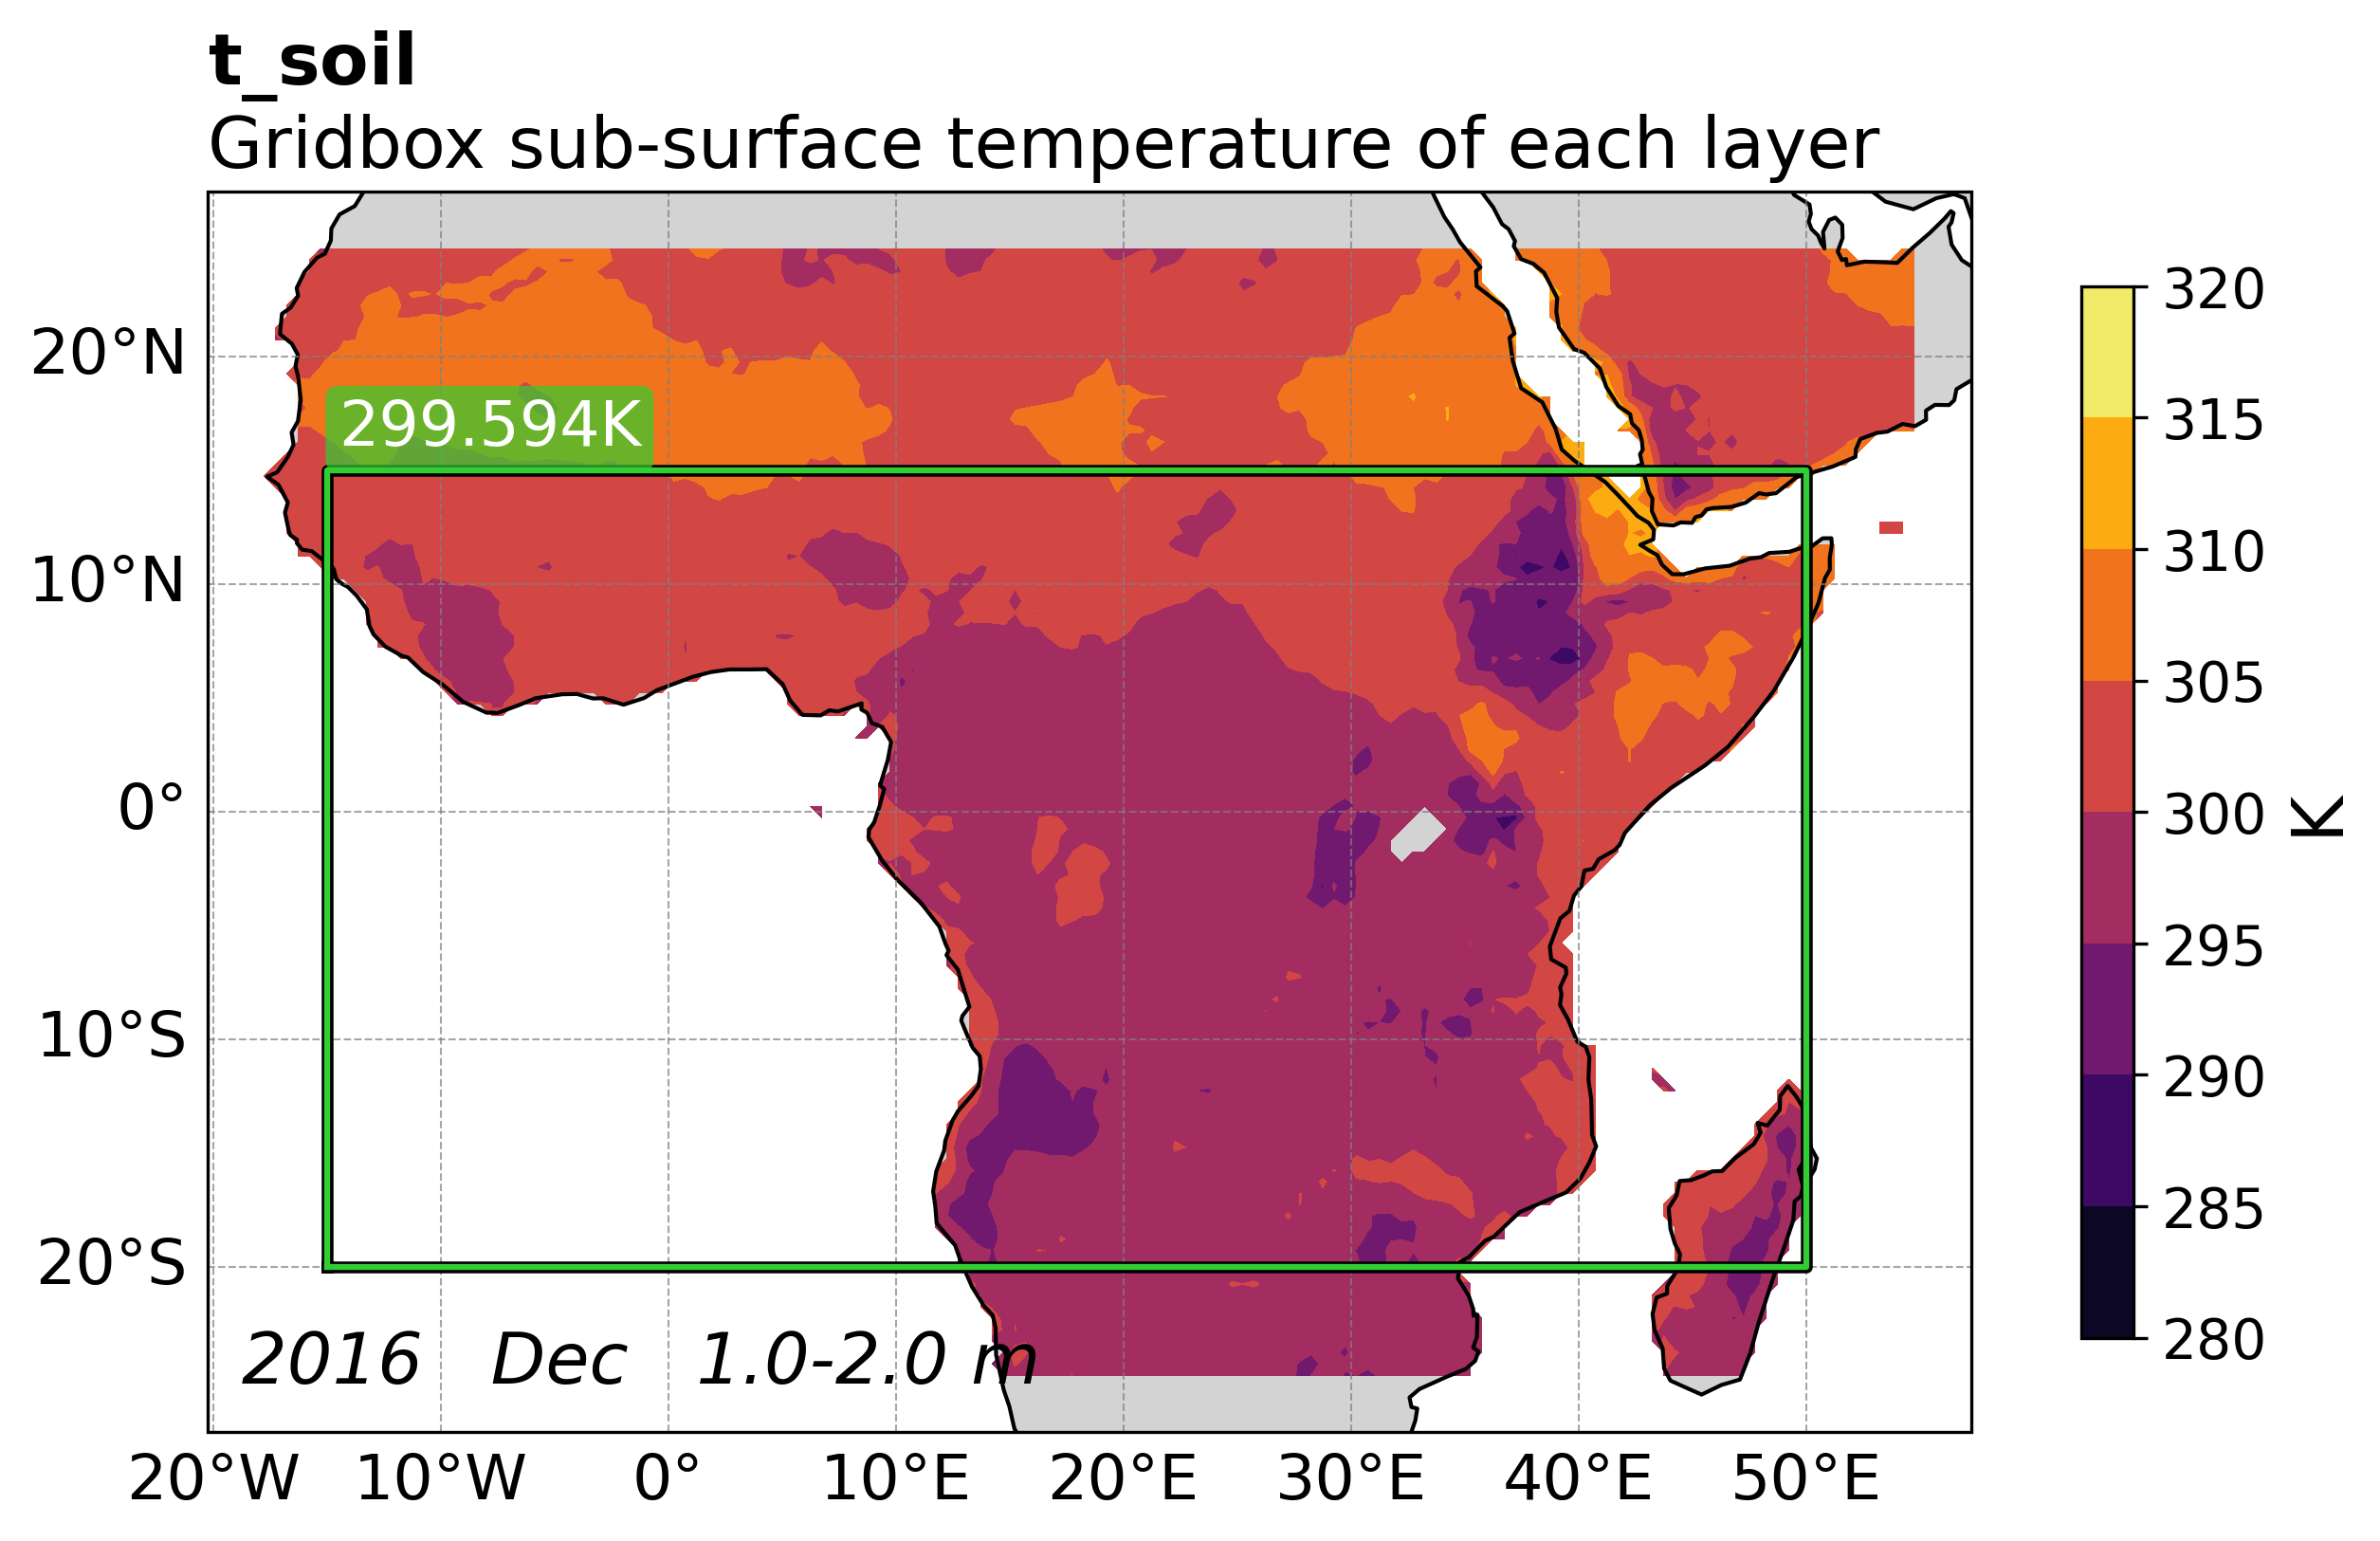 t_soil
Gridbox sub-surface temperature of each layer
20°N
10°N
0°
10°S
20°S
299.594K
2016 Dec 1.0-2.0 m
20°W 10°W 0° 10°E 20°E 30°E 40°E 50°E
320
315
310
305
300
295
290
285
280
K